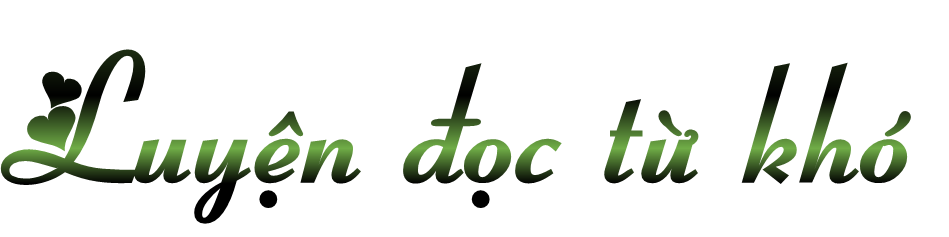 Luyện đọc từ khó